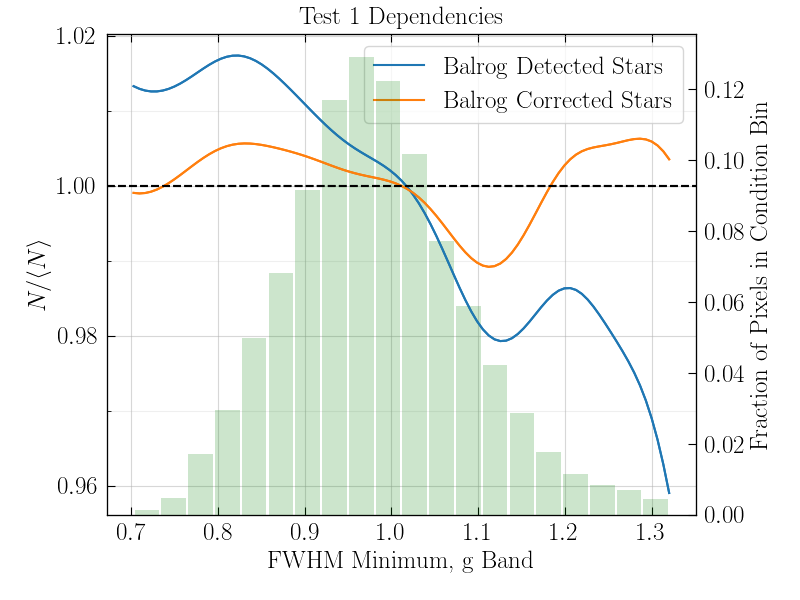 Test 1 Dependencies
Balrog Detected Stars
Balrog Corrected Stars
1.02
1.00
0.98
0.96
N/⟨N⟩
0.12
0.10
0.08
0.06
0.04
0.02
0.00
Fraction of Pixels in Condition Bin
0.7 0.8 0.9 1.0 1.1 1.2 1.3
FWHM Minimum, g Band